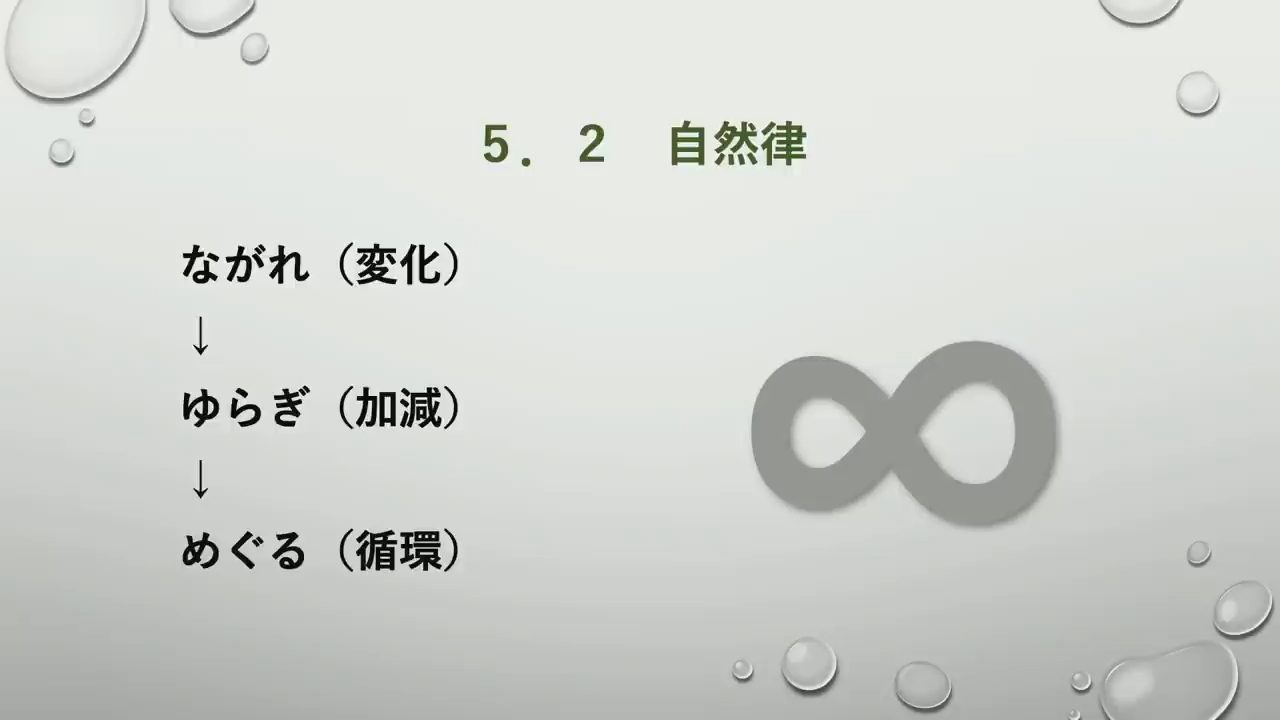 ５．２　自然律
ながれ（変化）
↓
ゆらぎ（加減）
↓
めぐる（循環）
∞